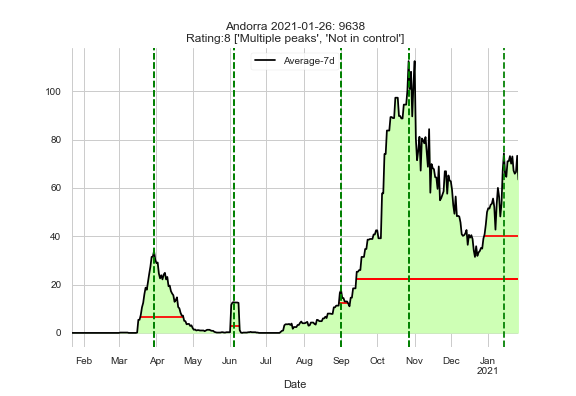 Andorra 2021-01-26: 9638
Rating:8 ['Multiple peaks', 'Not in control']
Average-7d
100
80
60
40
20
0
Feb Mar Apr May Jun Jul Aug Sep Oct Nov Dec Jan
2021
Date